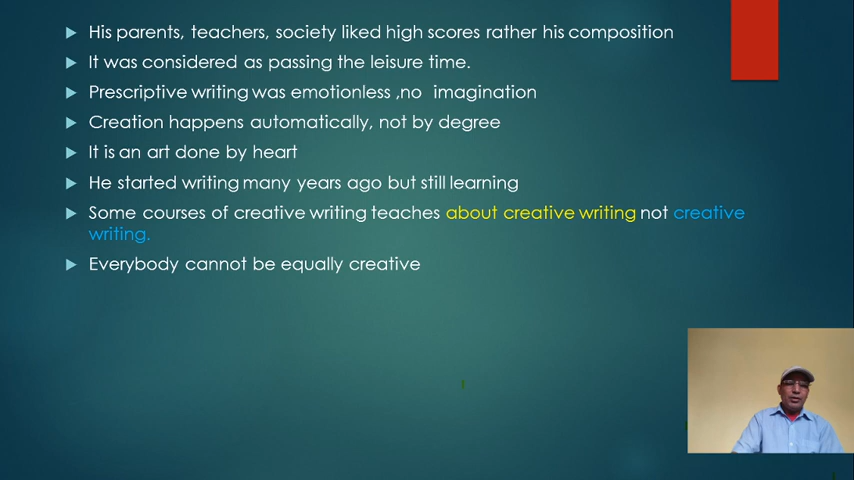 His parents, teachers, society liked high scores rather his composition
It was considered as passing the leisure time.
Prescriptive writing was emotionless ,no imagination
Creation happens automatically, not by degree
It is an art done by heart
He started writing many years ago but still learning
Some courses of creative writing teaches about creative writing not creative
writing.
Everybody cannot be equally creative